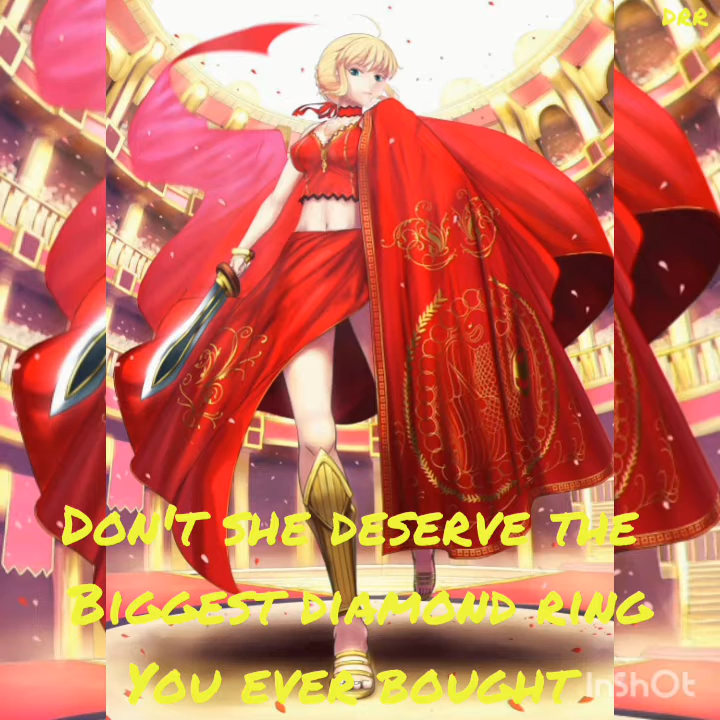 DRR
Don't she deserve the
Biggest diamond ring
You ever bought
InShOt